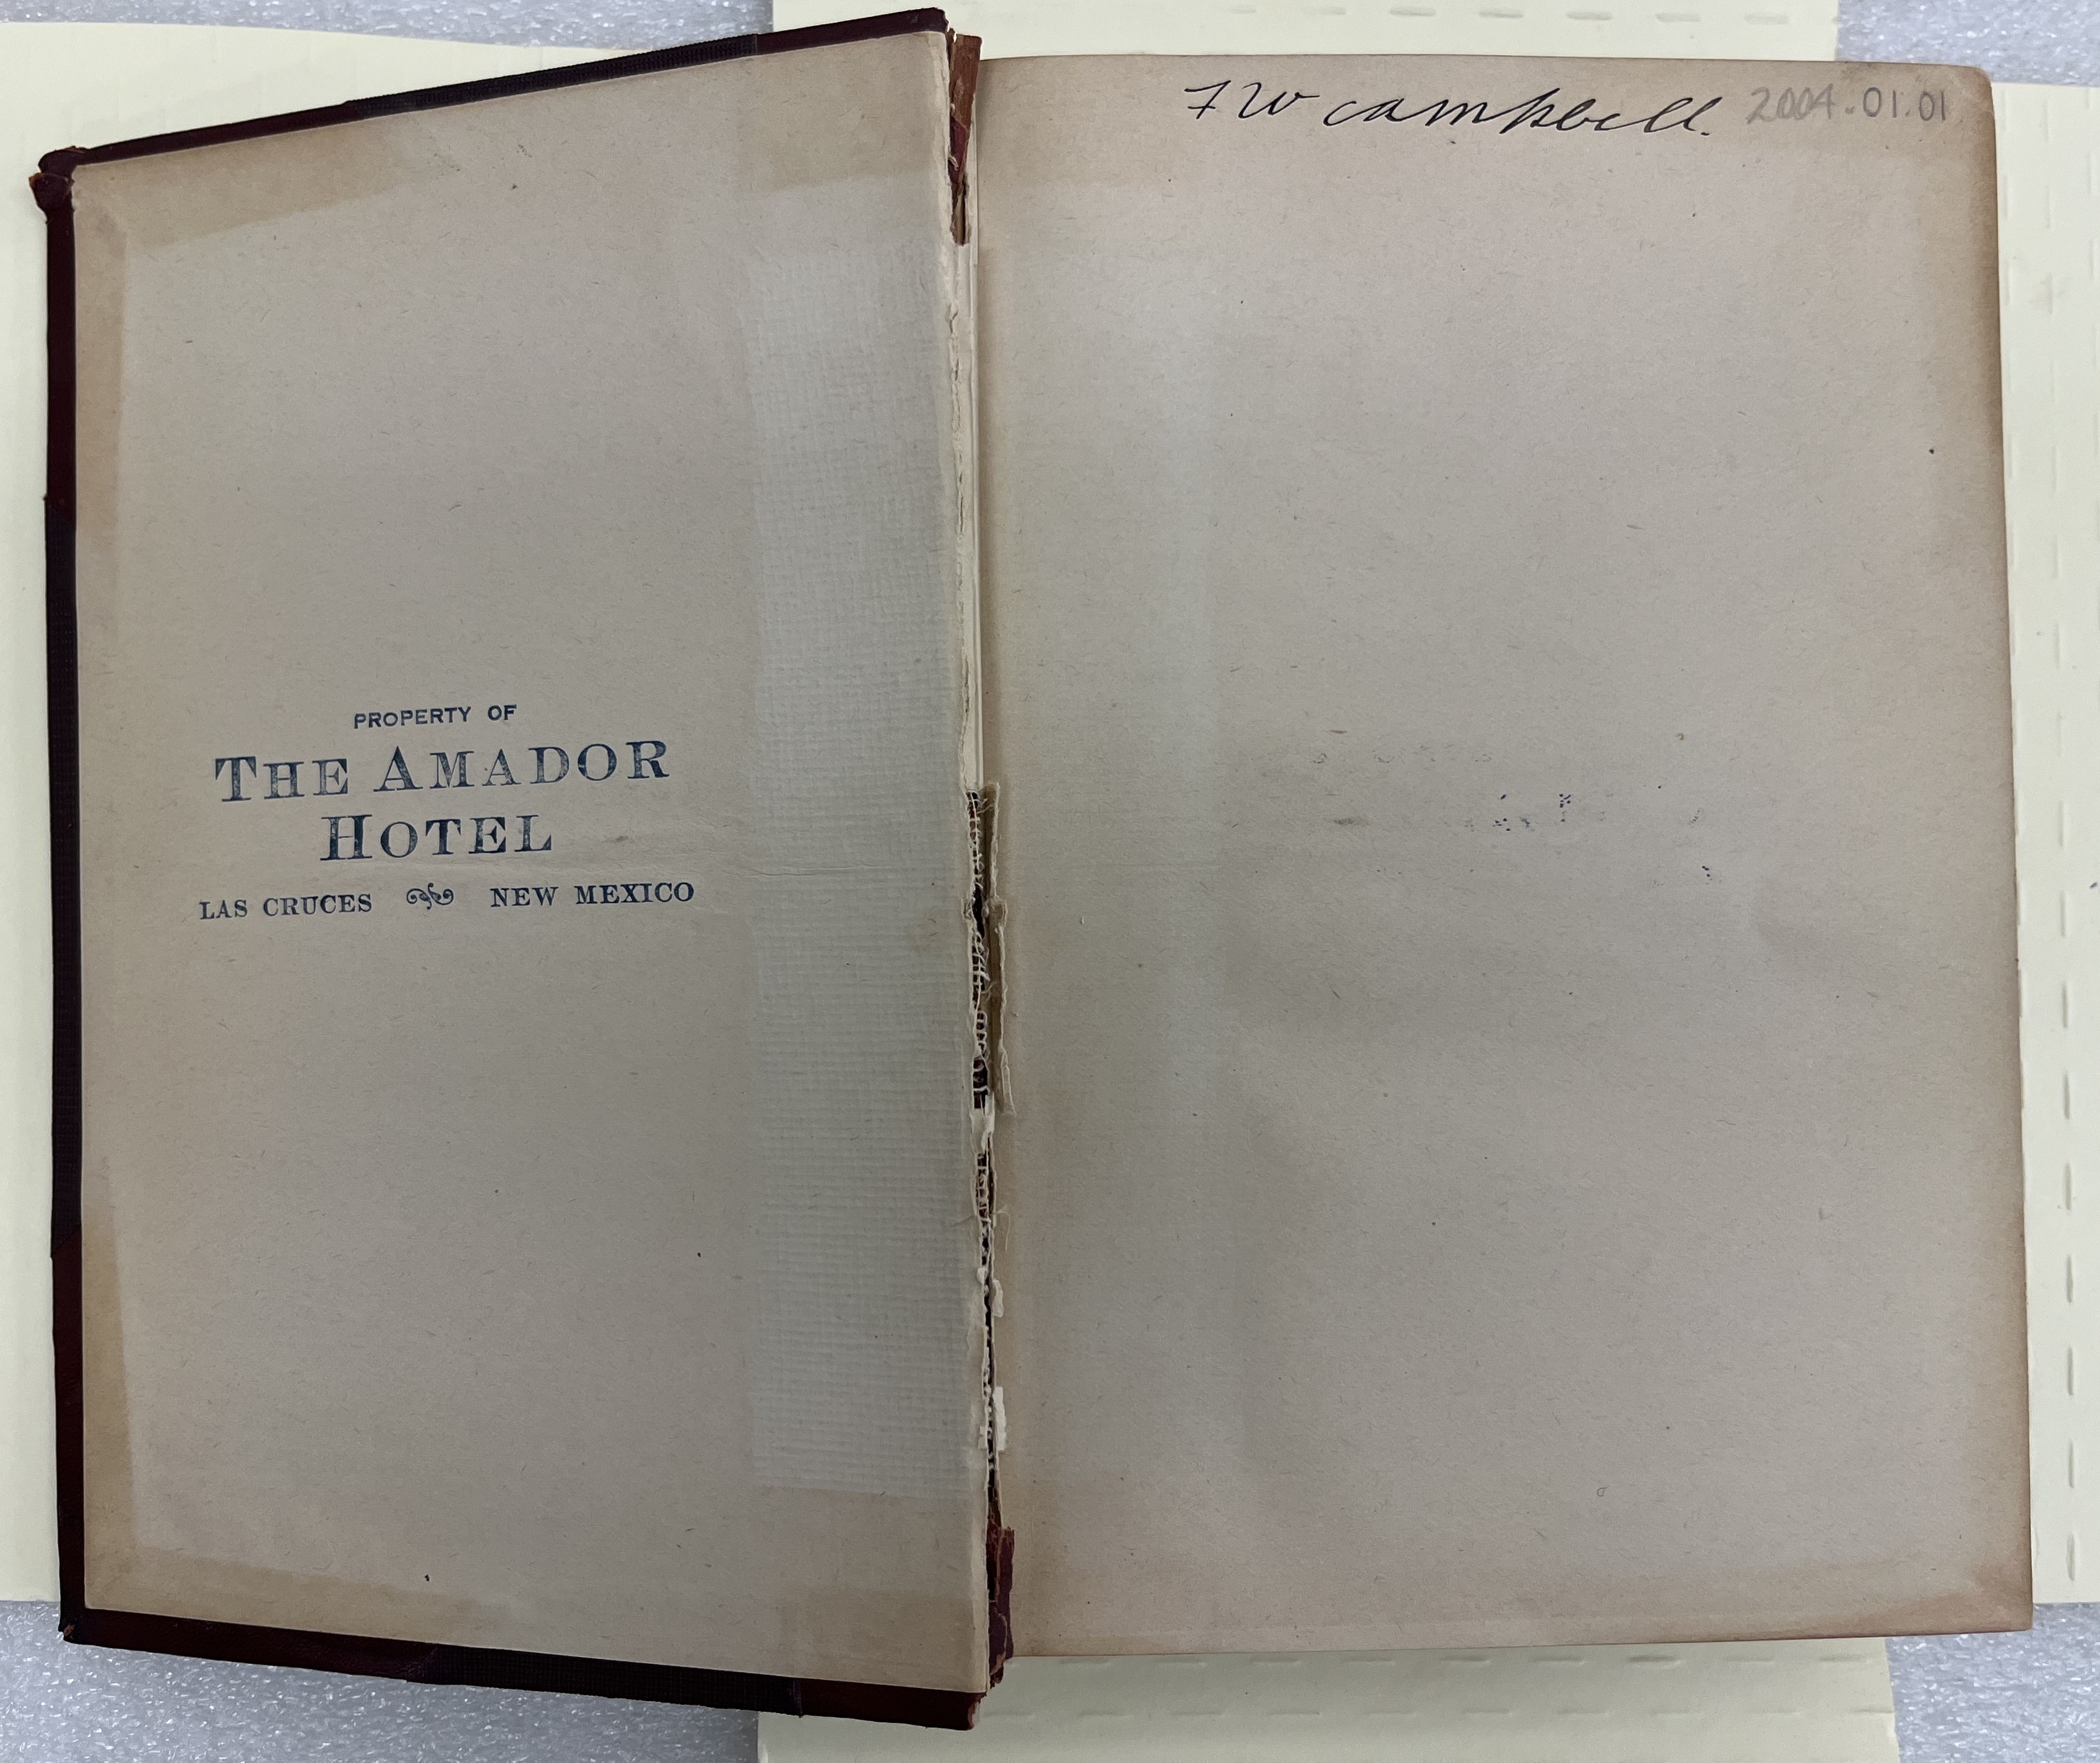 PROPERTY OF
THE AMADOR
HOTEL
LAS CRUCES NEW MEXICO
F W Campbell.
2004.01.01